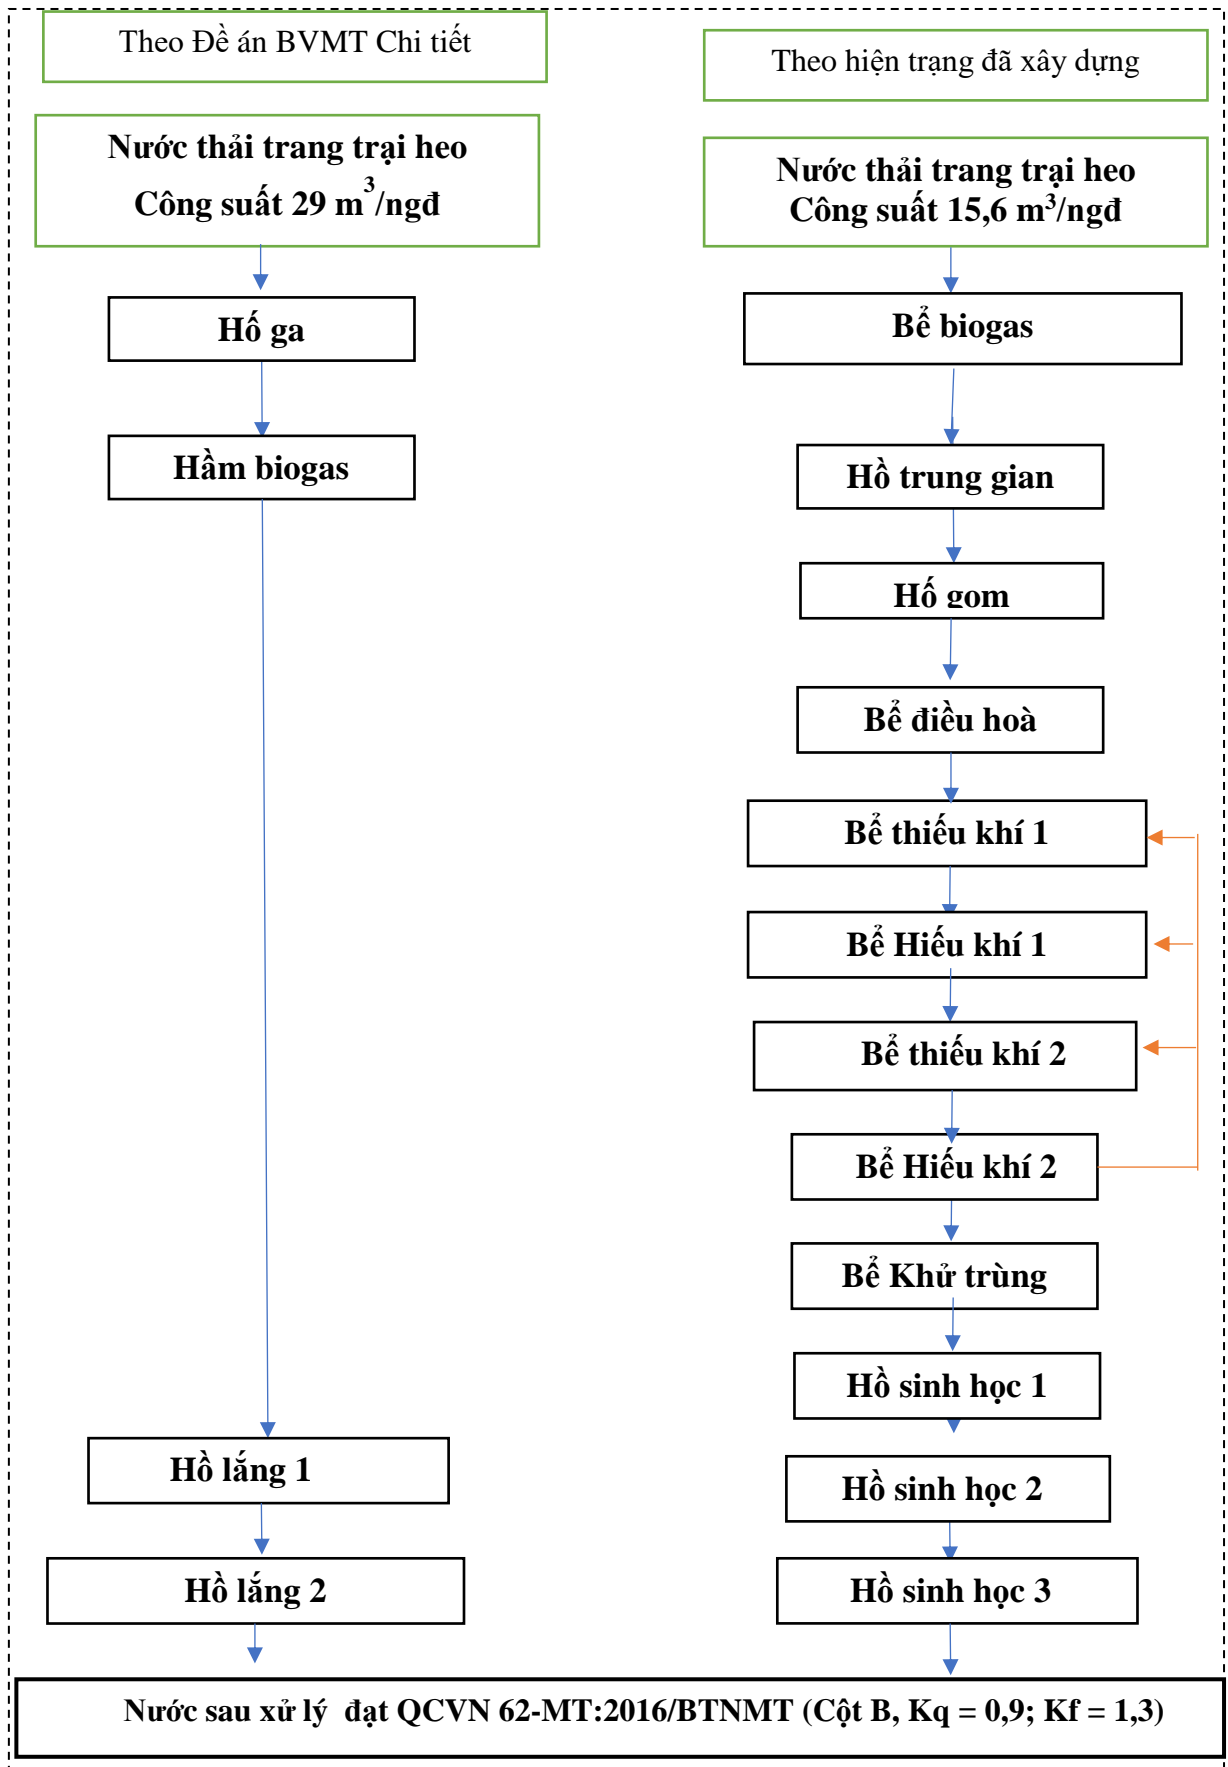 Theo Đề án BVMT Chi tiết
Nước thải trang trại heo
Công suất 29 m³/ngđ
Hố ga
Hầm biogas
Hồ lắng 1
Hồ lắng 2
Theo hiện trạng đã xây dựng
Nước thải trang trại heo
Công suất 15,6 m³/ngđ
Bể biogas
Hồ trung gian
Hố gom
Bể điều hoà
Bể thiếu khí 1
Bể Hiếu khí 1
Bể thiếu khí 2
Bể Hiếu khí 2
Bể Khử trùng
Hồ sinh học 1
Hồ sinh học 2
Hồ sinh học 3
Nước sau xử lý đạt QCVN 62-MT:2016/BTNMT (Cột B, Kq = 0,9; Kf = 1,3)